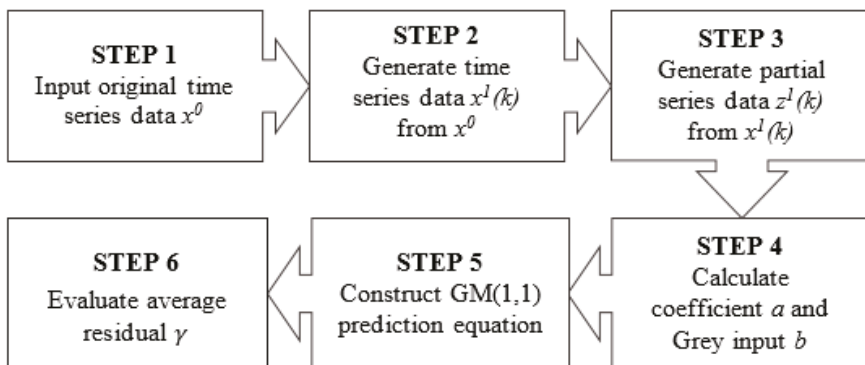 STEP 1
Input original time
series data x⁰
STEP 2
Generate time
series data x¹(k)
from x⁰
STEP 3
Generate partial
series data z¹(k)
from x¹(k)
STEP 4
Calculate
coefficient a and
Grey input b
STEP 5
Construct GM(1,1)
prediction equation
STEP 6
Evaluate average
residual γ